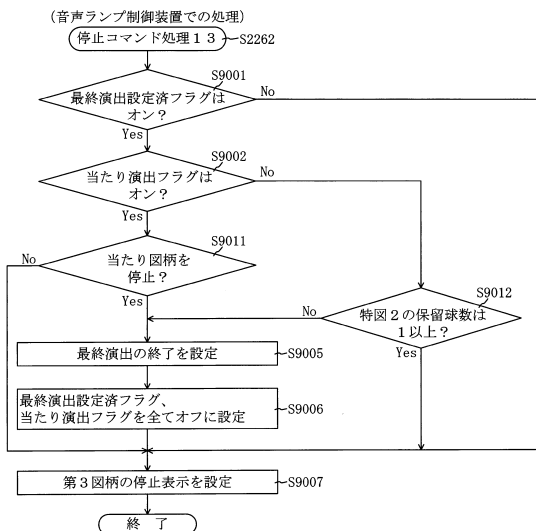 (音声ランプ制御装置での処理)
停止コマンド処理13
S2262
S9001
最終演出設定済フラグは
オン?
No
Yes
S9002
当たり演出フラグは
オン?
No
Yes
S9011
当たり図柄を
停止?
No
Yes
S9012
特図2の保留球数は
1以上?
No
Yes
最終演出の終了を設定
S9005
最終演出設定済フラグ、
当たり演出フラグを全てオフに設定
S9006
第3図柄の停止表示を設定
S9007
終 了